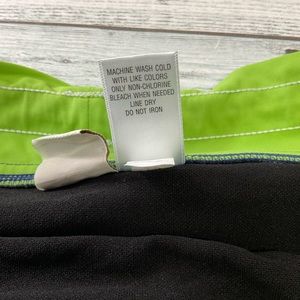 MACHINE WASH COLD
WITH LIKE COLORS
ONLY NON-CHLORINE
BLEACH WHEN NEEDED
LINE DRY
DO NOT IRON